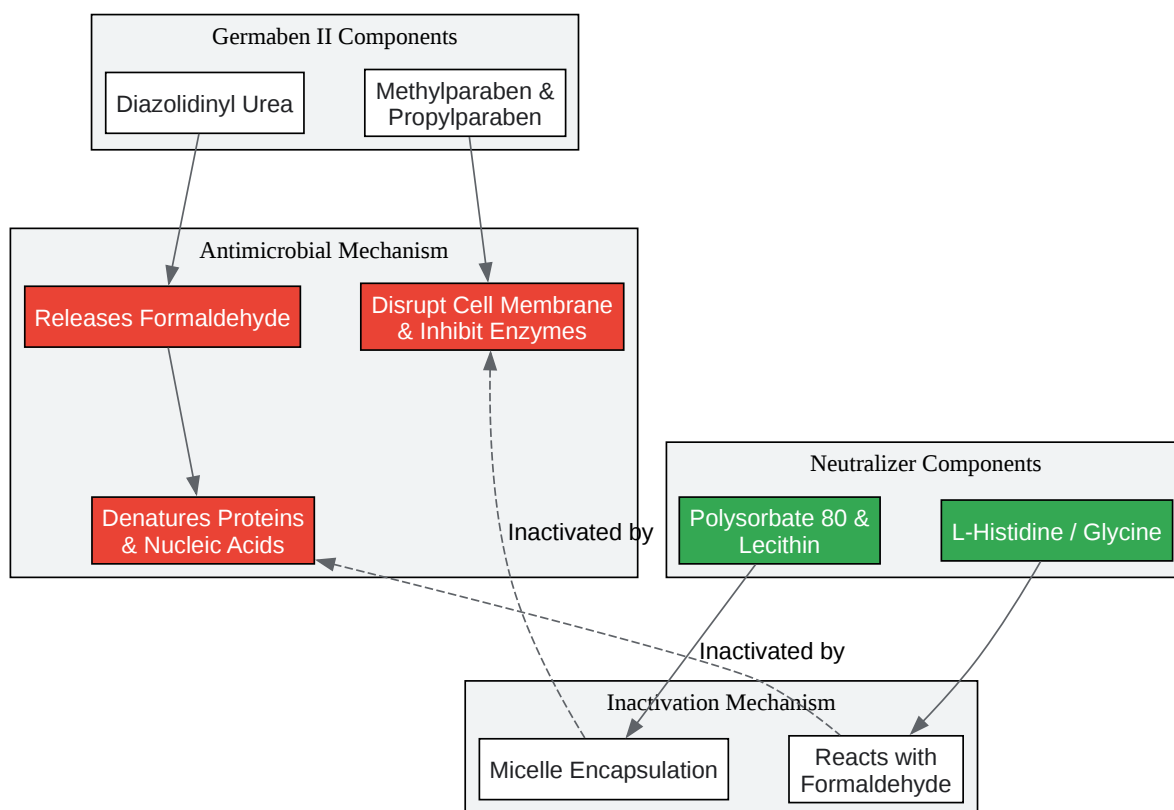 Germaben II Components
Diazolidinyl Urea
Methylparaben &
Propylparaben
Antimicrobial Mechanism
Releases Formaldehyde
Disrupt Cell Membrane
& Inhibit Enzymes
Denatures Proteins
& Nucleic Acids
Inactivated by
Neutralizer Components
Polysorbate 80 &
Lecithin
L-Histidine / Glycine
Inactivated by
Inactivation Mechanism
Micelle Encapsulation
Reacts with
Formaldehyde